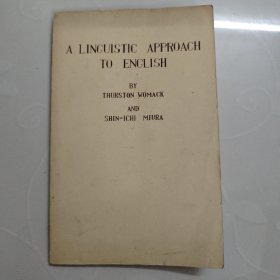 A LINGUISTIC APPROACH
TO ENGLISH
BY
THURSTON WOMACK
AND
SHIN-ICHI MIURA